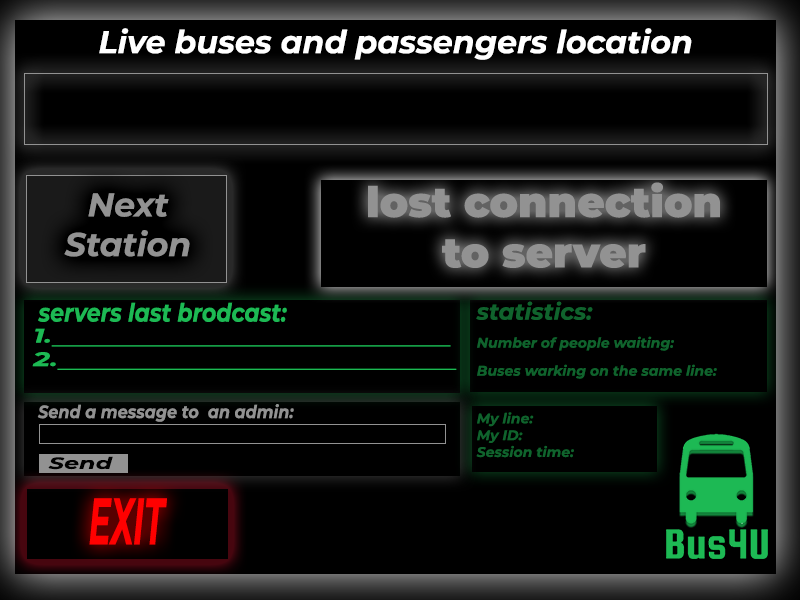 Live buses and passengers location
Next
Station
lost connection
to server
servers last brodcast:
1.
2.
statistics:
Number of people waiting:
Buses warking on the same line:
Send a message to an admin:
Send
My line:
My ID:
Session time:
EXIT
Bus4U